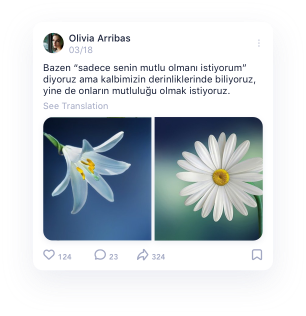 Olivia Arribas
03/18
Bazen “sadece senin mutlu olmanı istiyorum”
diyoruz ama kalbimizin derinliklerinde biliyoruz,
yine de onların mutluluğu olmak istiyoruz.
See Translation
124 23 324